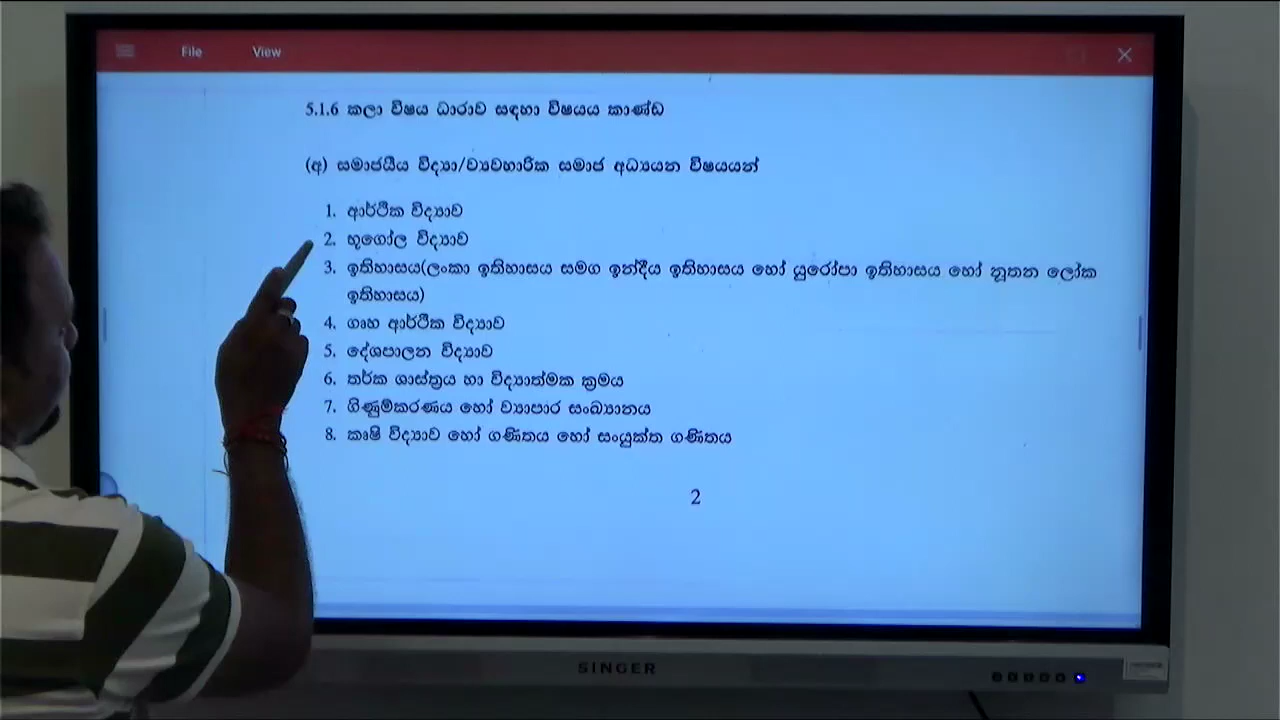 File View
5.1.6 කලා විෂය ධාරාව සඳහා විෂයය කාණ්ඩ
(අ) සමාජයීය විද්‍යා/ව්‍යවහාරික සමාජ අධ්‍යයන විෂයයන්
1. ආර්ථික විද්‍යාව
2. භූගෝල විද්‍යාව
3. ඉතිහාසය(ලංකා ඉතිහාසය සමග ඉන්දීය ඉතිහාසය හෝ යුරෝපා ඉතිහාසය හෝ නූතන ලෝක
ඉතිහාසය)
4. ගෘහ ආර්ථික විද්‍යාව
5. දේශපාලන විද්‍යාව
6. තර්ක ශාස්ත්‍රය හා විද්‍යාත්මක ක්‍රමය
7. ගිණුම්කරණය හෝ ව්‍යාපාර සංඛ්‍යානය
8. කෘෂි විද්‍යාව හෝ ගණිතය හෝ සංයුක්ත ගණිතය
2
SINGER